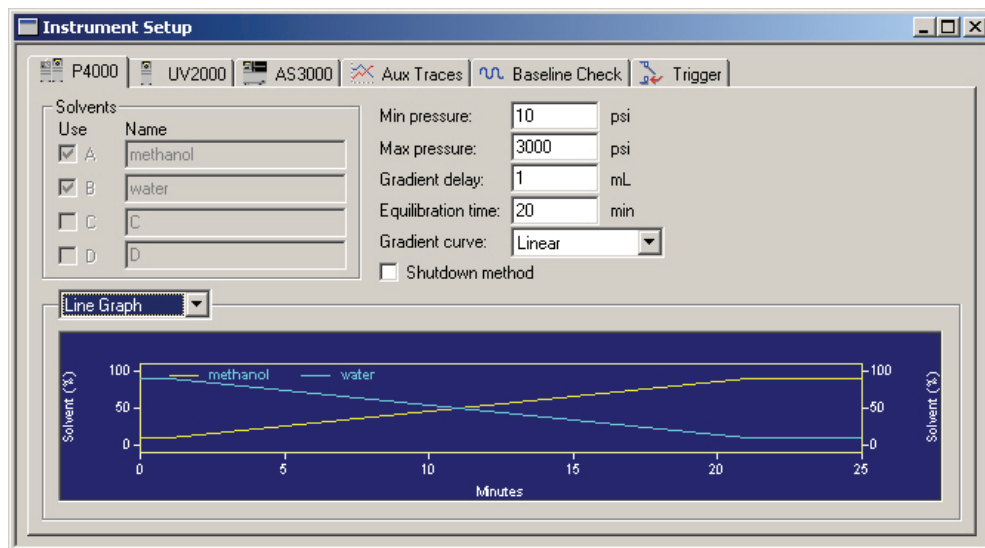 Instrument Setup
P4000 UV2000 AS3000 Aux Traces Baseline Check Trigger
Solvents
Use Name
A methanol
B water
C C
D D
Min pressure: 10 psi
Max pressure: 3000 psi
Gradient delay: 1 mL
Equilibration time: 20 min
Gradient curve: Linear
Shutdown method
Line Graph
methanol water
Solvent (%)
100
50
0
100
50
0
Solvent (%)
0 5 10 15 20 25
Minutes